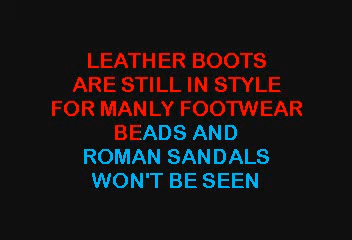 LEATHER BOOTS
ARE STILL IN STYLE
FOR MANLY FOOTWEAR
BEADS AND
ROMAN SANDALS
WON'T BE SEEN